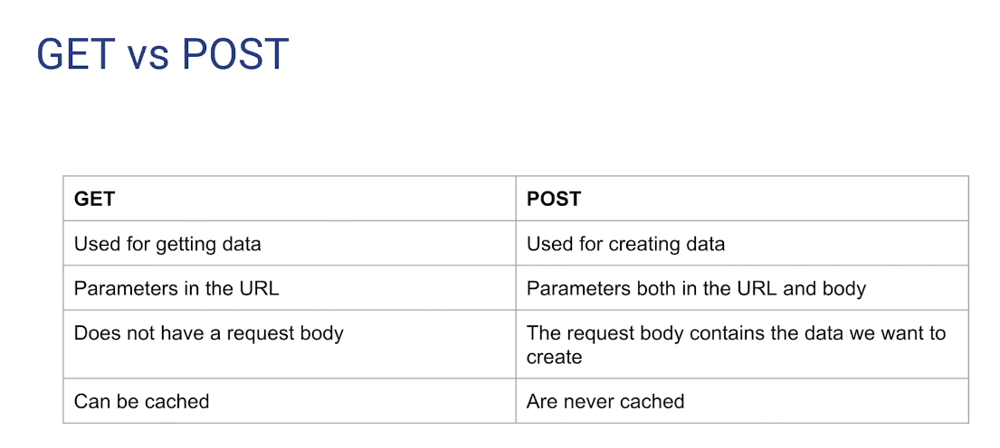 GET vs POST
GET
POST
Used for getting data
Used for creating data
Parameters in the URL
Parameters both in the URL and body
Does not have a request body
The request body contains the data we want to
create
Can be cached
Are never cached